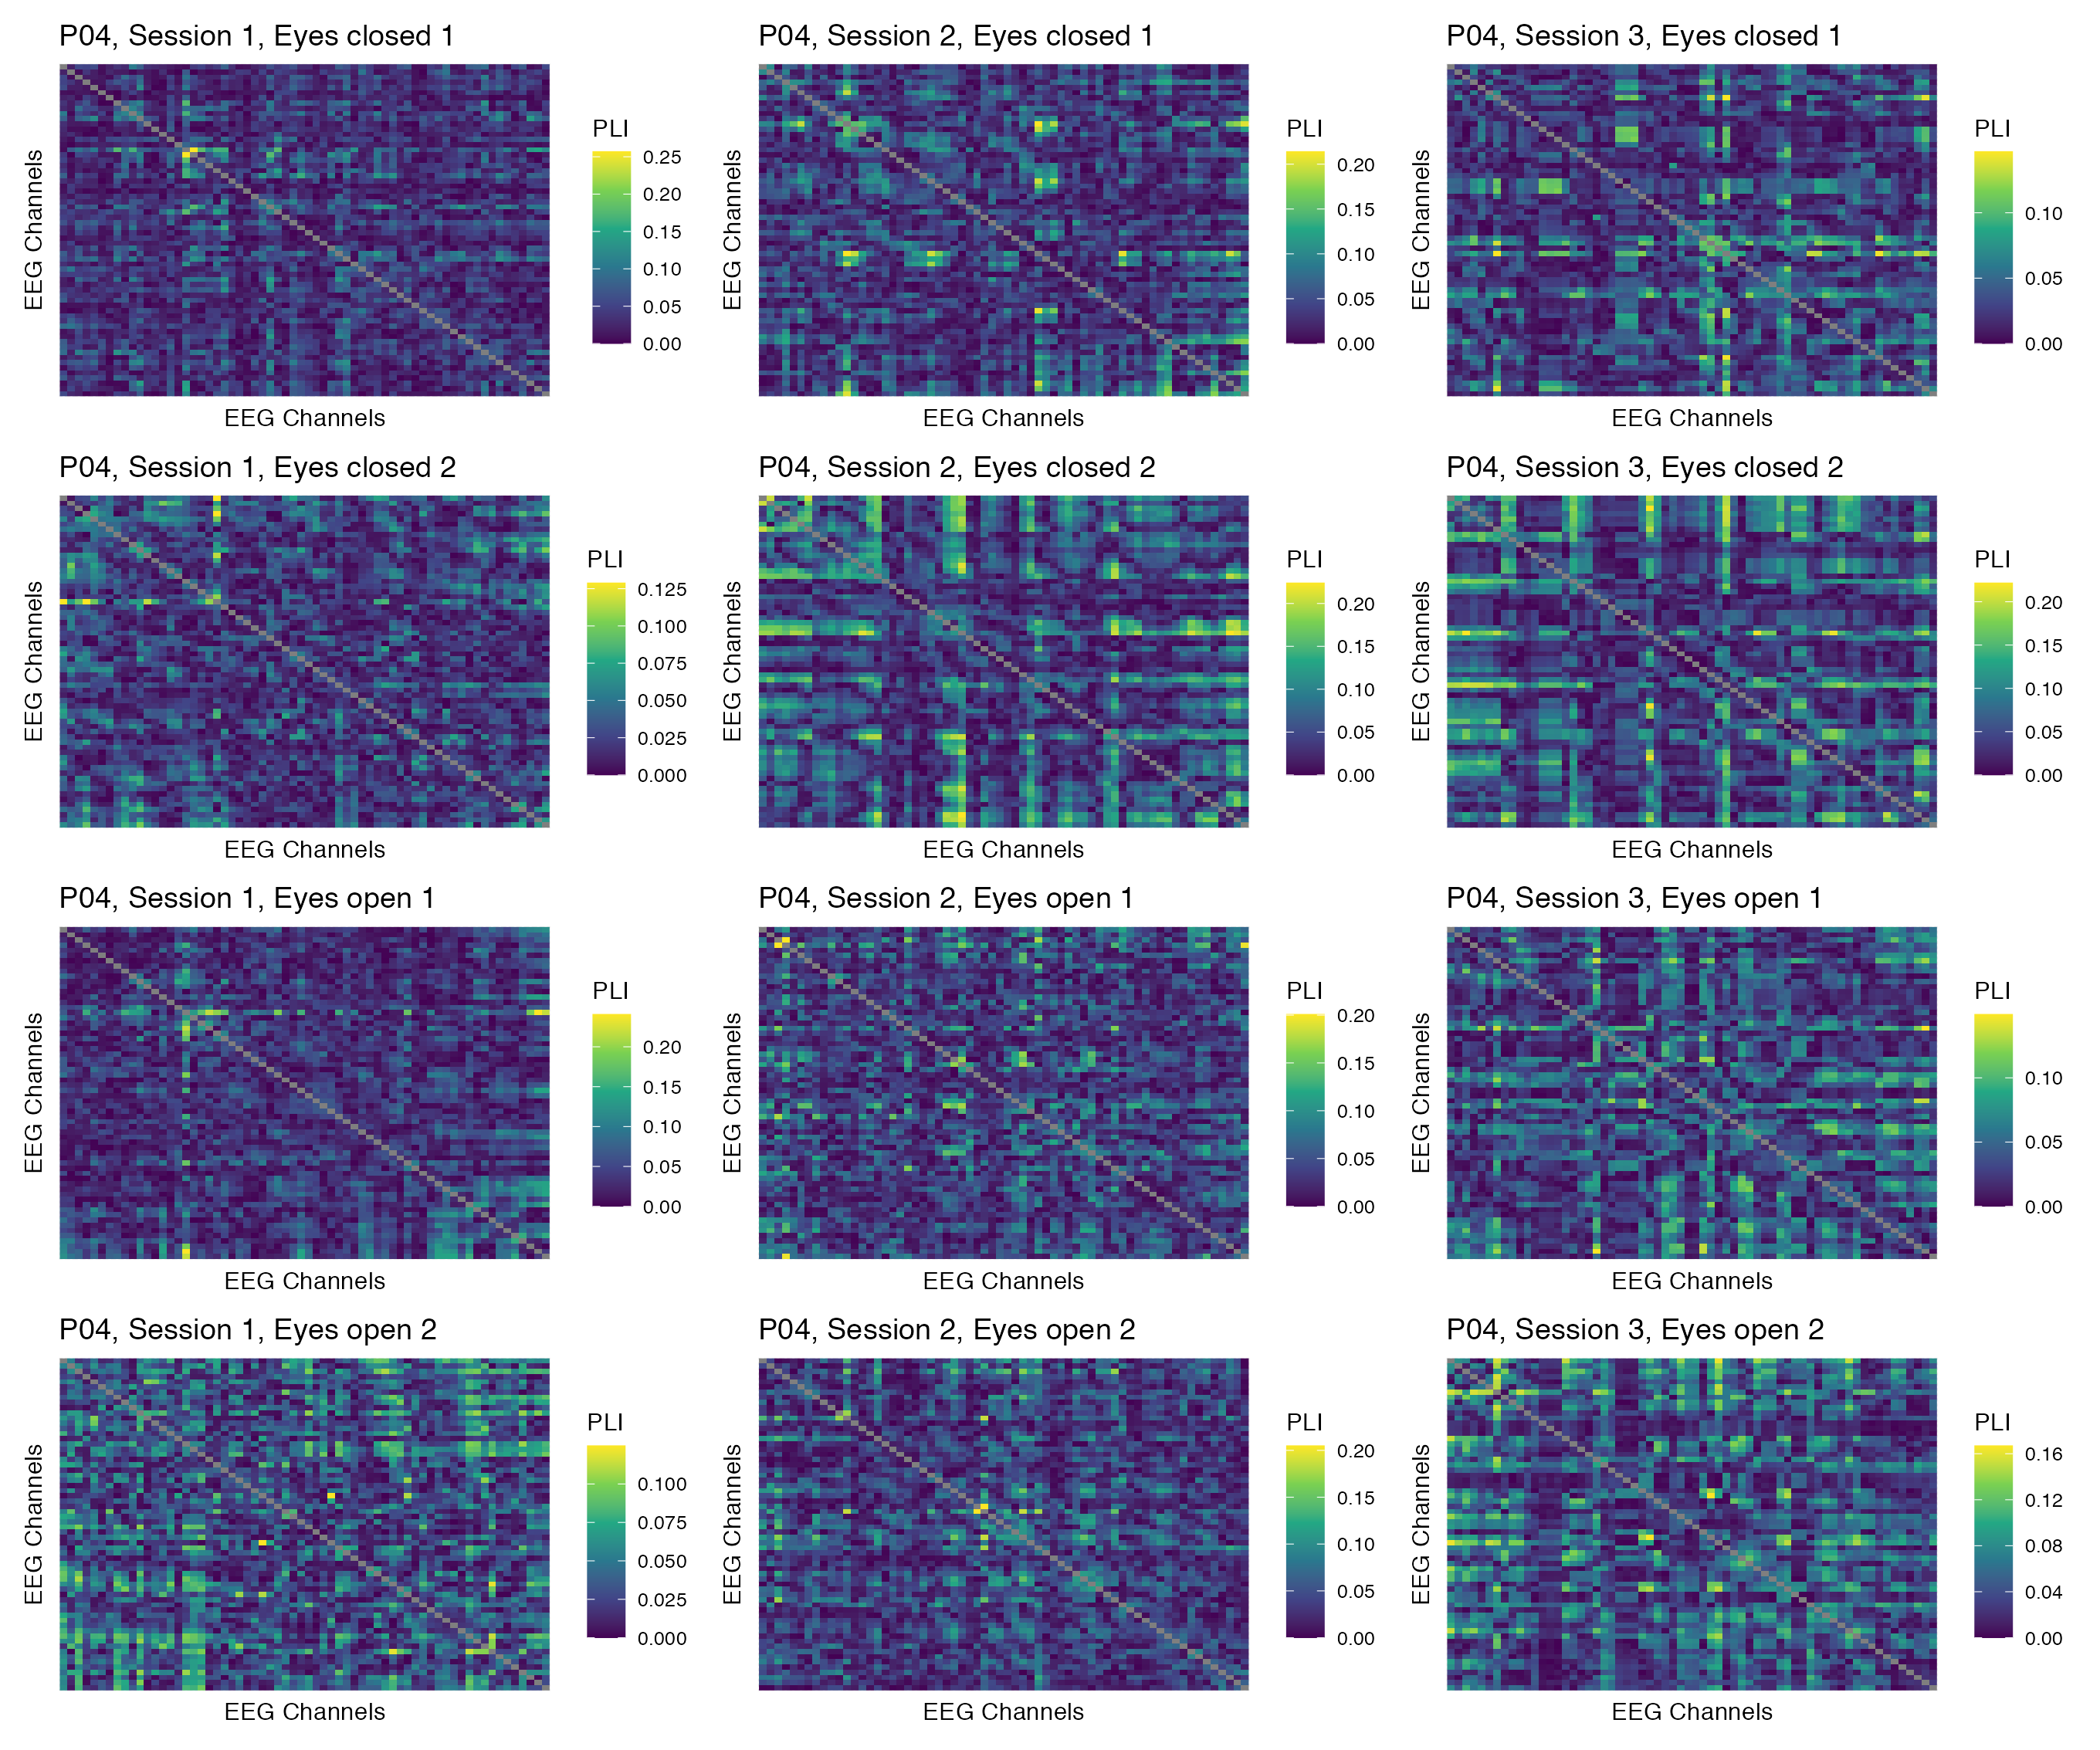 P04, Session 1, Eyes closed 1
EEG Channels
EEG Channels
PLI
0.25
0.20
0.15
0.10
0.05
0.00
P04, Session 2, Eyes closed 1
EEG Channels
EEG Channels
PLI
0.20
0.15
0.10
0.05
0.00
P04, Session 3, Eyes closed 1
EEG Channels
EEG Channels
PLI
0.10
0.05
0.00
P04, Session 1, Eyes closed 2
EEG Channels
EEG Channels
PLI
0.125
0.100
0.075
0.050
0.025
0.000
P04, Session 2, Eyes closed 2
EEG Channels
EEG Channels
PLI
0.20
0.15
0.10
0.05
0.00
P04, Session 3, Eyes closed 2
EEG Channels
EEG Channels
PLI
0.20
0.15
0.10
0.05
0.00
P04, Session 1, Eyes open 1
EEG Channels
EEG Channels
PLI
0.20
0.15
0.10
0.05
0.00
P04, Session 2, Eyes open 1
EEG Channels
EEG Channels
PLI
0.20
0.15
0.10
0.05
0.00
P04, Session 3, Eyes open 1
EEG Channels
EEG Channels
PLI
0.10
0.05
0.00
P04, Session 1, Eyes open 2
EEG Channels
EEG Channels
PLI
0.100
0.075
0.050
0.025
0.000
P04, Session 2, Eyes open 2
EEG Channels
EEG Channels
PLI
0.20
0.15
0.10
0.05
0.00
P04, Session 3, Eyes open 2
EEG Channels
EEG Channels
PLI
0.16
0.12
0.08
0.04
0.00